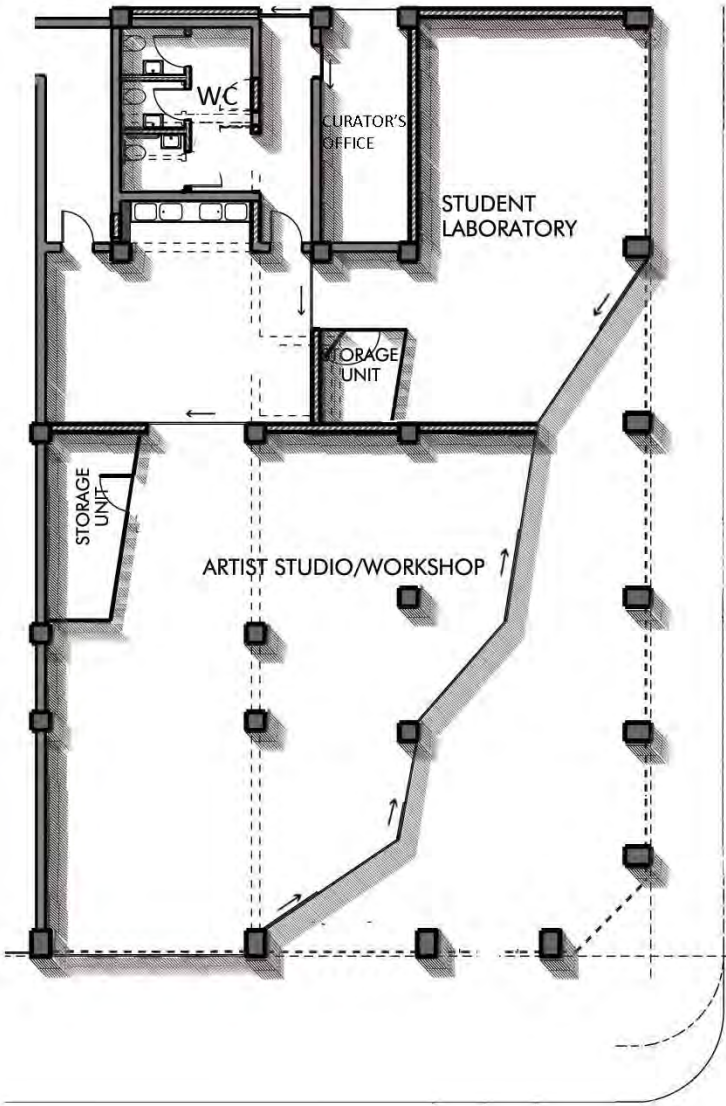 WC
CURATOR'S
OFFICE
STUDENT
LABORATORY
STORAGE
UNIT
STORAGE
UNIT
ARTIST STUDIO/WORKSHOP